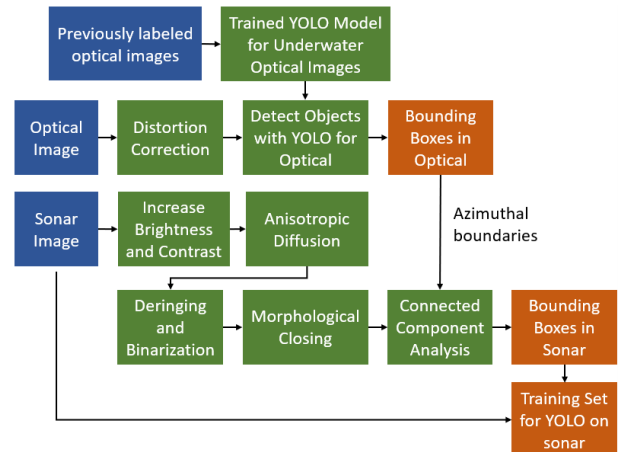 Previously labeled
optical images
Trained YOLO Model
for Underwater
Optical Images
Optical
Image
Distortion
Correction
Detect Objects
with YOLO for
Optical
Bounding
Boxes in
Optical
Sonar
Image
Increase
Brightness
and Contrast
Anisotropic
Diffusion
Azimuthal
boundaries
Deringing
and
Binarization
Morphological
Closing
Connected
Component
Analysis
Bounding
Boxes in
Sonar
Training Set
for YOLO on
sonar